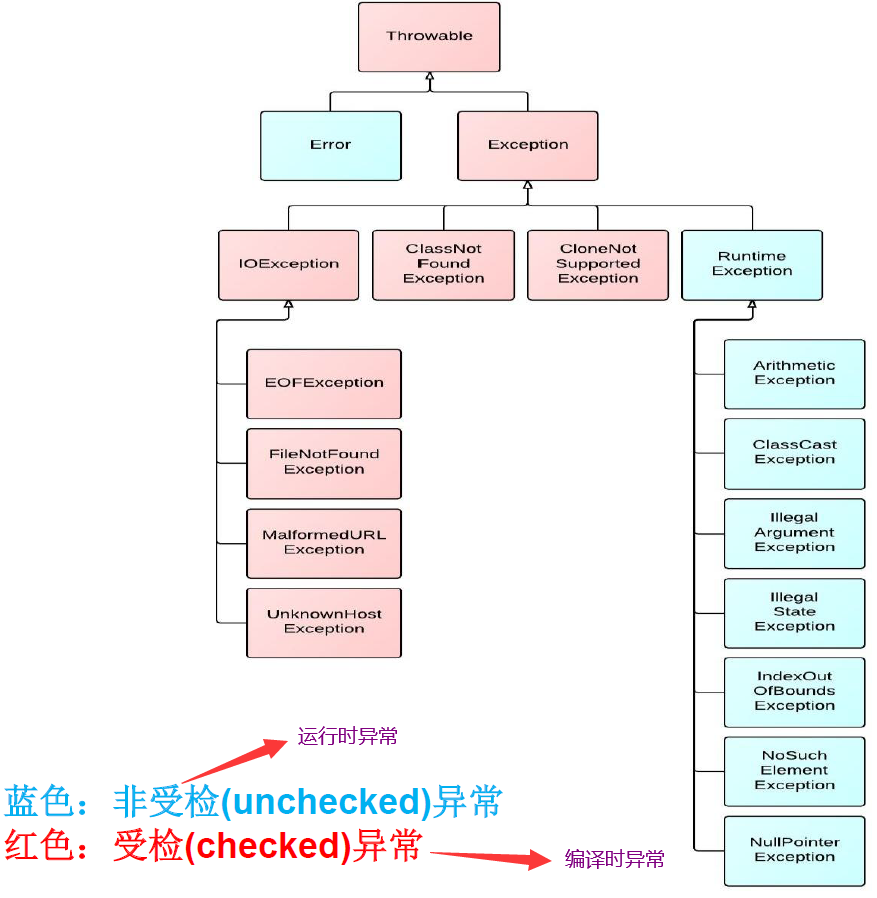 Throwable
Error
Exception
IOException
ClassNot
Found
Exception
CloneNot
Supported
Exception
Runtime
Exception
EOFException
FileNotFound
Exception
MalformedURL
Exception
UnknownHost
Exception
Arithmetic
Exception
ClassCast
Exception
Illegal
Argument
Exception
Illegal
State
Exception
IndexOut
OfBounds
Exception
NoSuch
Element
Exception
NullPointer
Exception
运行时异常
蓝色：非受检(unchecked)异常
红色：受检(checked)异常
编译时异常